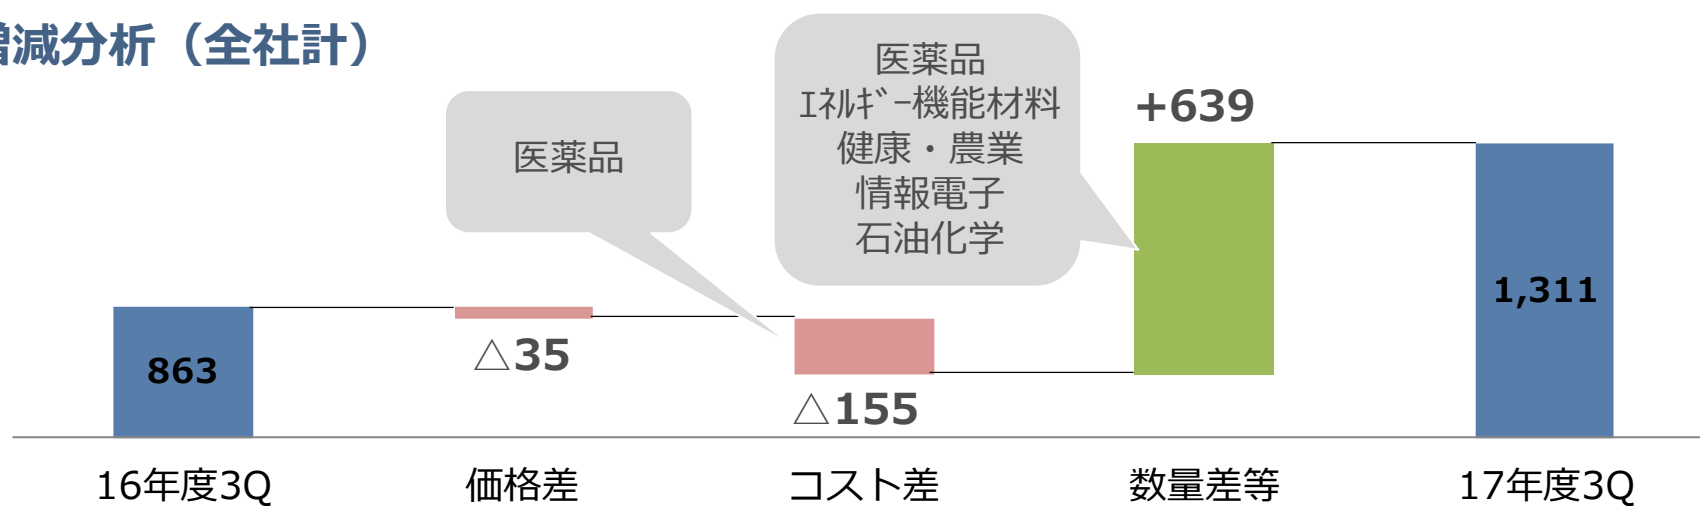 増減分析（全社計）
医薬品
医薬品
ｴﾈﾙｷﾞｰ機能材料
健康・農業
情報電子
石油化学
+639
863
△35
△155
1,311
16年度3Q
価格差
コスト差
数量差等
17年度3Q